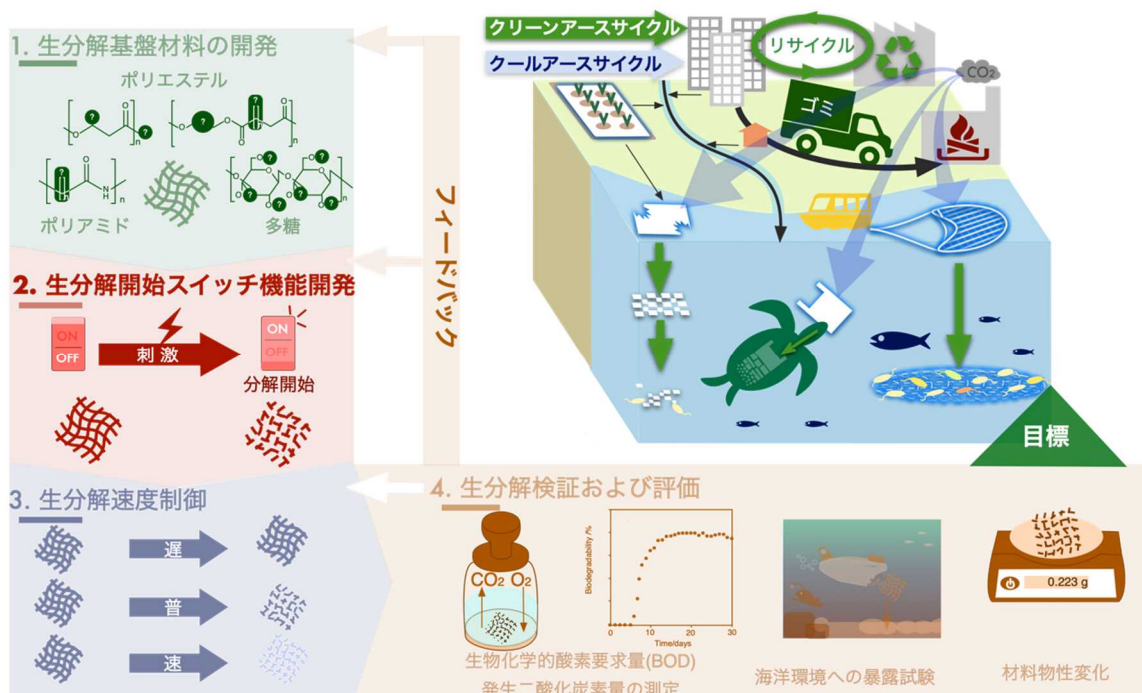 1. 生分解基盤材料の開発
ポリエステル
?
?
?
?
O
O
n
O
O
O
n
?
O
N
H
n
?
?
?
?
?
?
n
ポリアミド
多糖
2. 生分解開始スイッチ機能開発
ON
OFF
刺激
ON
OFF
分解開始
3. 生分解速度制御
遅
普
速
フィードバック
クリーンアースサイクル
クールアースサイクル
リサイクル
CO2
ゴミ
目標
4. 生分解検証および評価
CO2 O2
Biodegradability /%
0 10 20 30
Time/days
0.223 g
生物化学的酸素要求量(BOD)
発生二酸化炭素量の測定
海洋環境への暴露試験
材料物性変化